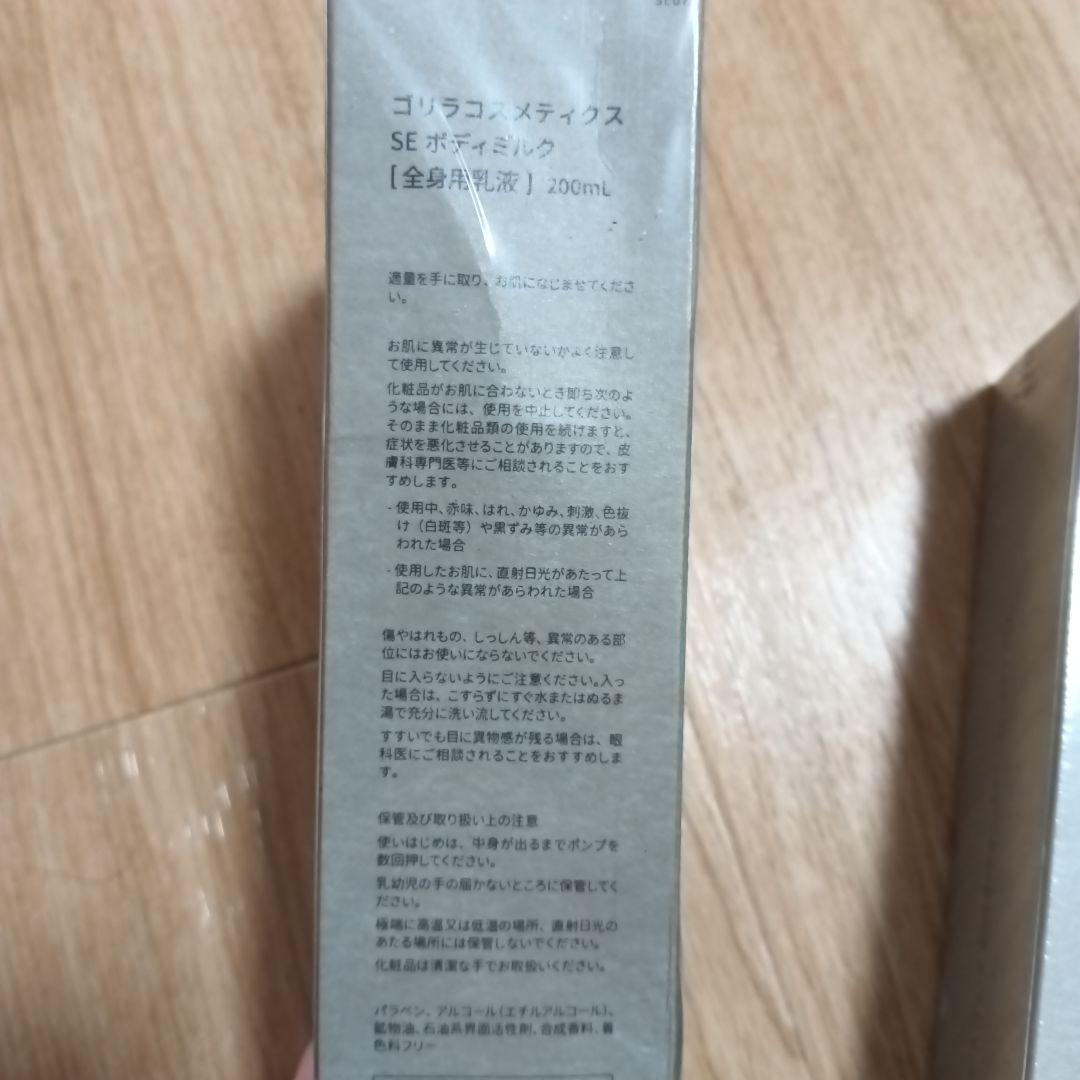 SE07
ゴリラコスメティクス
SE ボディミルク
[ 全身用乳液 ] 200mL
適量を手に取り、お肌になじませてくださ
い。
お肌に異常が生じていないかよく注意し
て使用してください。
化粧品がお肌に合わないとき即ち次のよ
うな場合には、使用を中止してください。
そのまま化粧品類の使用を続けますと、
症状を悪化させることがありますので、皮
膚科専門医等にご相談されることをおす
すめします。
- 使用中、赤味、はれ、かゆみ、刺激、色抜
け（白斑等）や黒ずみ等の異常があら
われた場合
- 使用したお肌に、直射日光があたって上
記のような異常があらわれた場合
傷やはれもの、しっしん等、異常のある部
位にはお使いにならないでください。
目に入らないようにご注意ください。入っ
た場合は、こすらずにすぐ水またはぬるま
湯で充分に洗い流してください。
すすいでも目に異物感が残る場合は、眼
科医にご相談されることをおすすめしま
す。
保管及び取り扱い上の注意
使いはじめは、中身が出るまでポンプを
数回押してください。
乳幼児の手の届かないところに保管してく
ださい。
極端に高温又は低温の場所、直射日光の
あたる場所には保管しないでください。
化粧品は清潔な手でお取扱いください。
パラベン、アルコール（エチルアルコール）、
鉱物油、石油系界面活性剤、合成香料、着
色料フリー